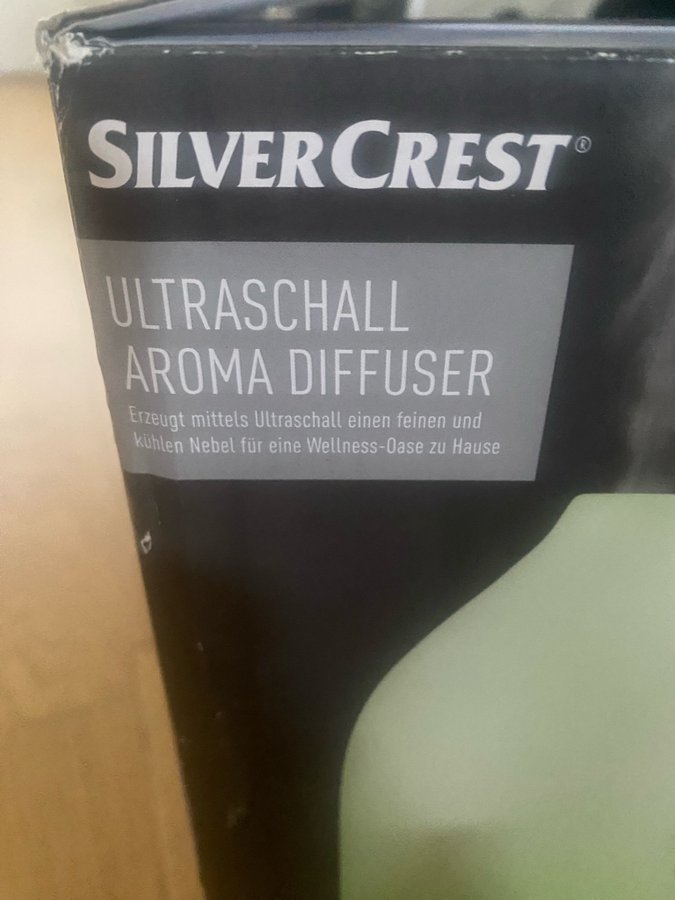 SILVERCREST®
ULTRASCHALL
AROMA DIFFUSER
Erzeugt mittels Ultraschall einen feinen und
kühlen Nebel für eine Wellness-Oase zu Hause